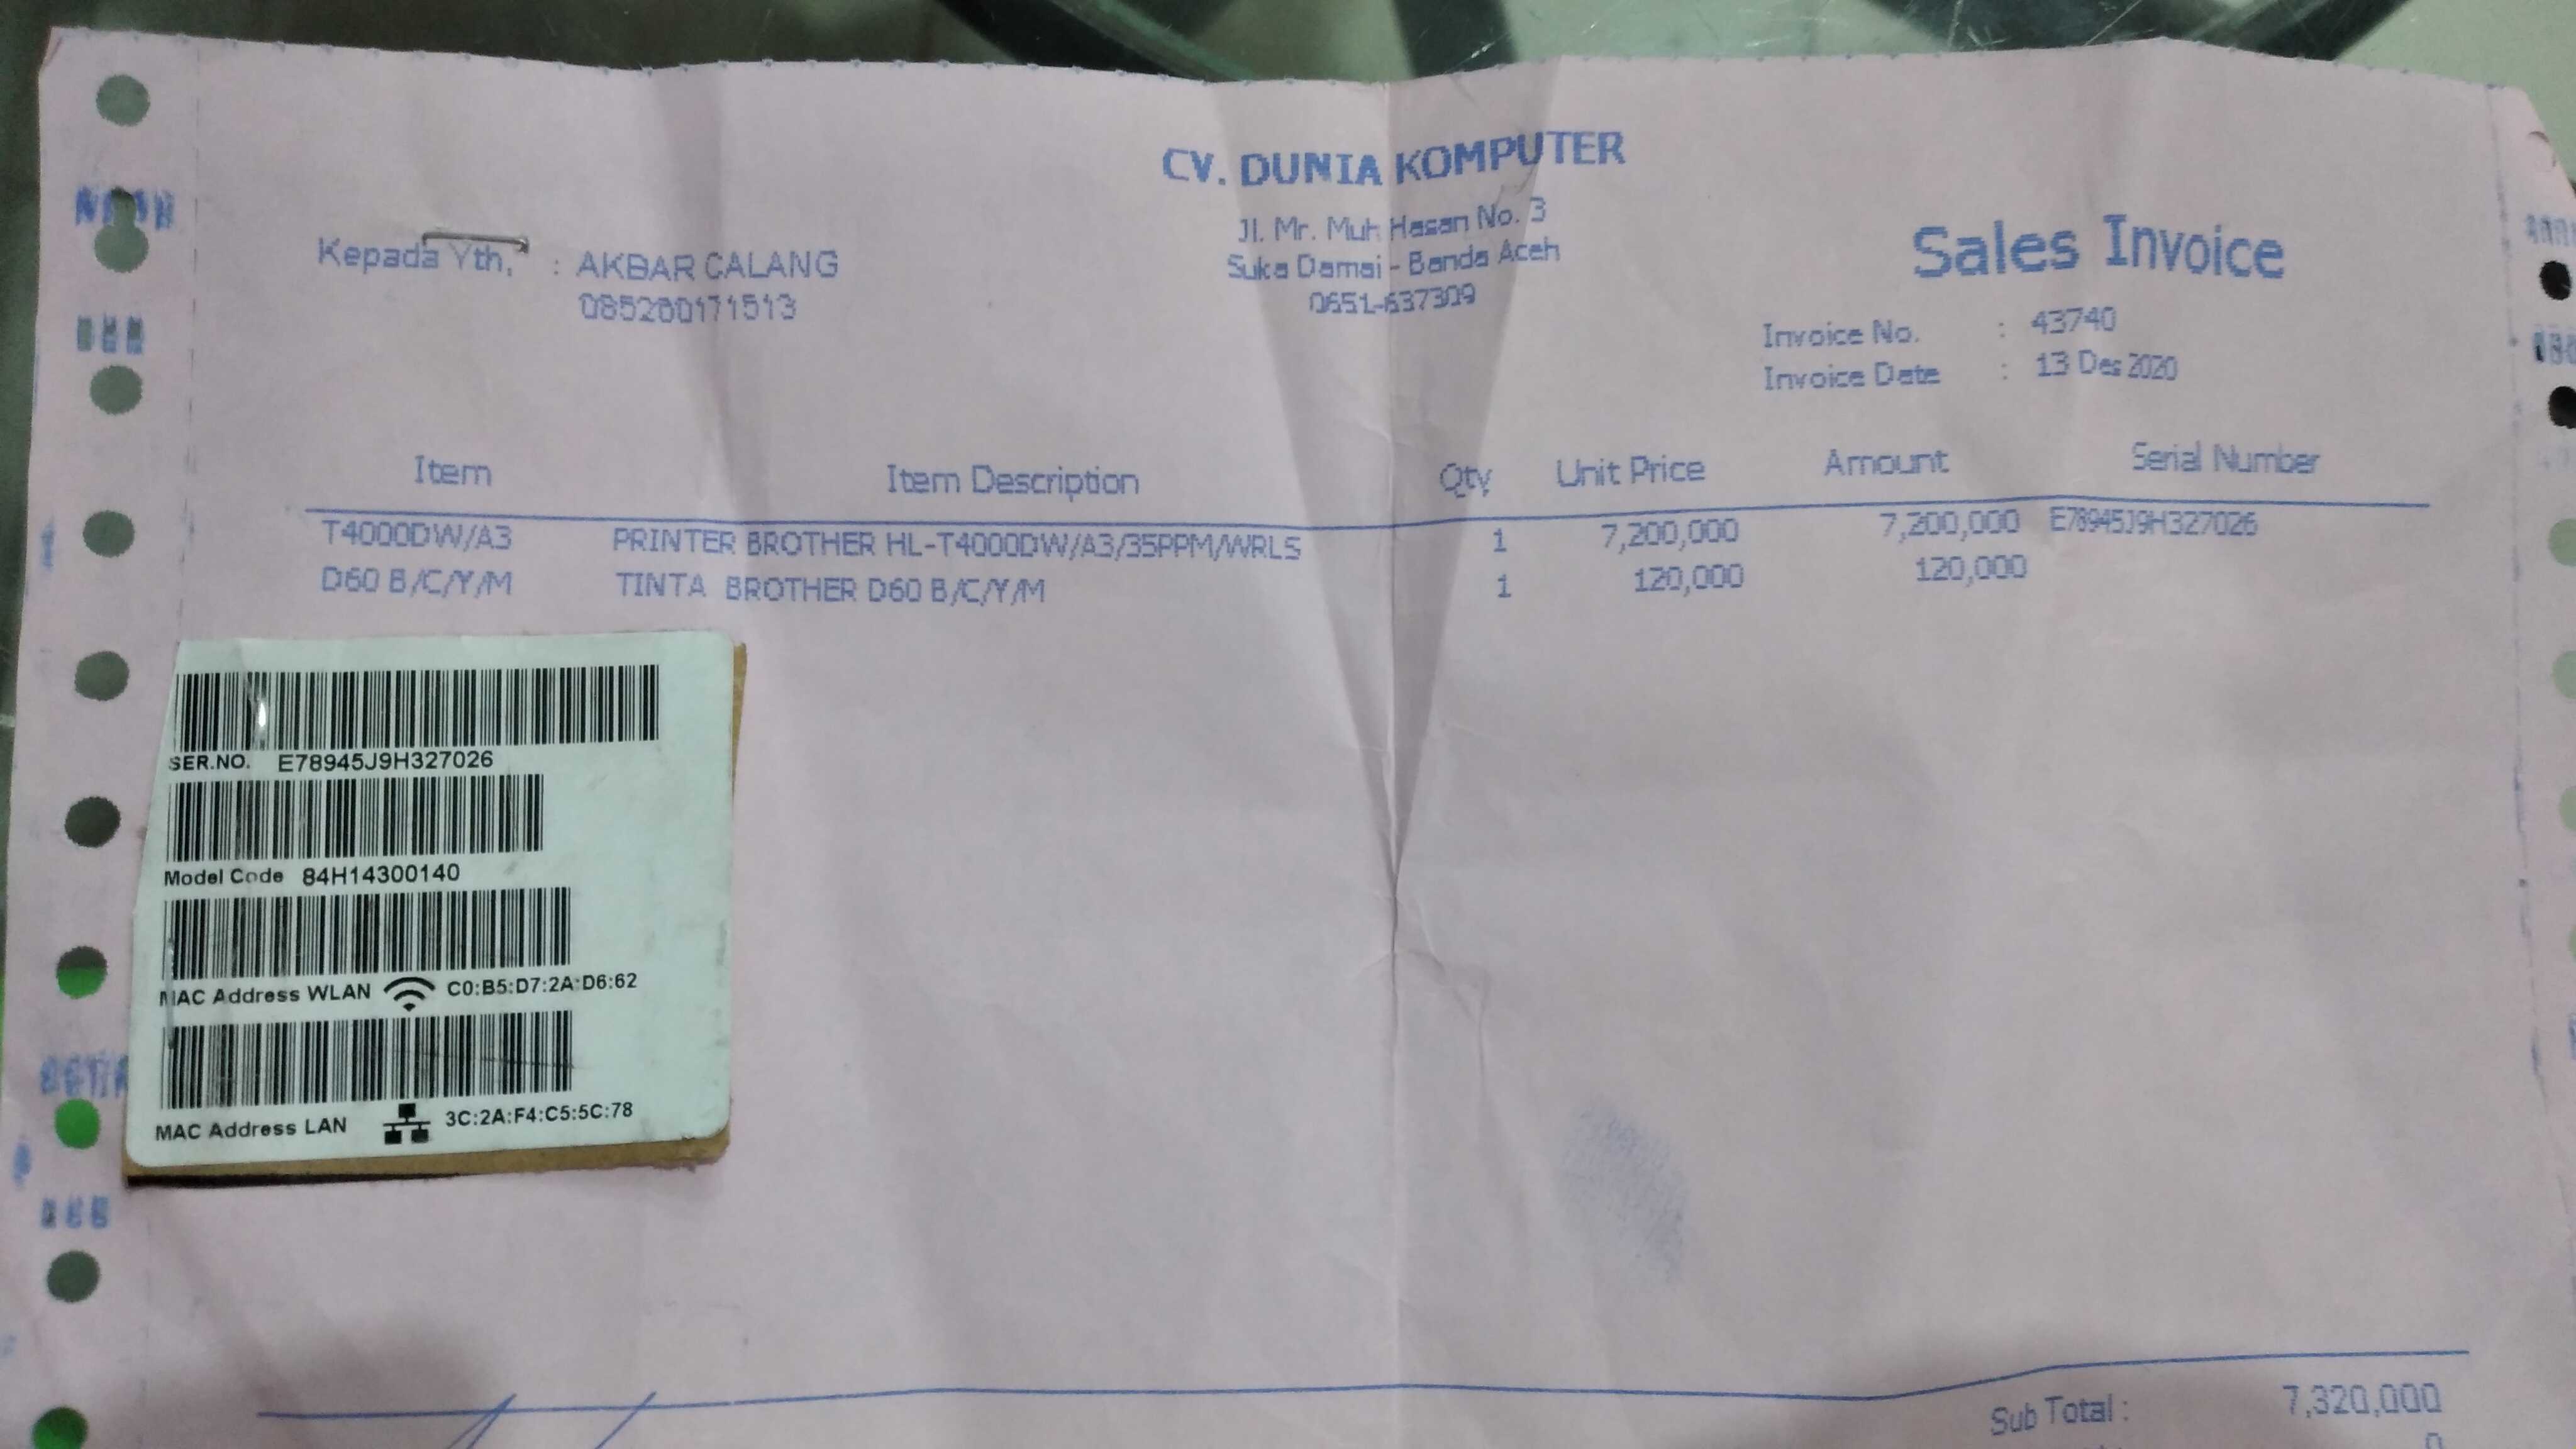 CV. DUNIA KOMPUTER
Jl. Mr. Muh Hasan No. 3
Suka Damai - Banda Aceh
0651-637309
Kepada Yth, : AKBAR CALANG
085260171513
Sales Invoice
Invoice No. : 43740
Invoice Date : 13 Des 2020
Item Item Description Qty Unit Price Amount Serial Number
T4000DW/A3 PRINTER BROTHER HL-T4000DW/A3/35PPM/WRLS 1 7,200,000 7,200,000 E78945J9H327026
D60 B/C/Y/M TINTA BROTHER D60 B/C/Y/M 1 120,000 120,000
SER.NO. E78945J9H327026
Model Code 84H14300140
MAC Address WLAN C0:B5:D7:2A:D6:62
MAC Address LAN 3C:2A:F4:C5:5C:78
Sub Total : 7,320,000